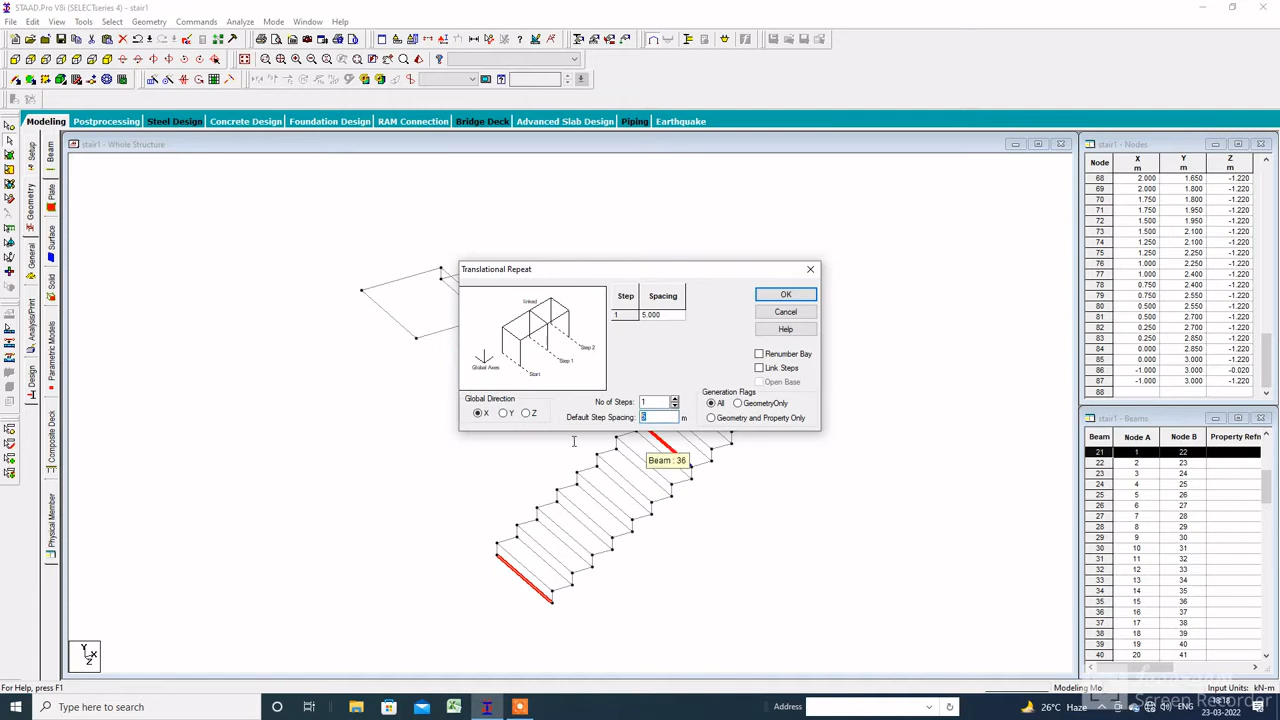 STAAD.Pro V8i (SELECTseries 4) - stair1
File Edit View Tools Select Geometry Commands Analyze Mode Window Help
Modeling Postprocessing Steel Design Concrete Design Foundation Design RAM Connection Bridge Deck Advanced Slab Design Piping Earthquake
Setup
Geometry
General
Analysis/Print
Design
Beam
Plate
Surface
Solid
Parametric Models
Composite Deck
Physical Member
stair1 - Whole Structure
Translational Repeat
linked
Step 2
Step 1
Start
Global Axes
Step Spacing
1 5.000
OK
Cancel
Help
Renumber Bay
Link Steps
Open Base
Global Direction
X Y Z
No of Steps: 1
Default Step Spacing: 5 m
Generation Flags
All GeometryOnly
Geometry and Property Only
Beam : 36
Y
X
Z
stair1 - Nodes
Node X m Y m Z m
68 2.000 1.650 -1.220
69 2.000 1.800 -1.220
70 1.750 1.800 -1.220
71 1.750 1.950 -1.220
72 1.500 1.950 -1.220
73 1.500 2.100 -1.220
74 1.250 2.100 -1.220
75 1.250 2.250 -1.220
76 1.000 2.250 -1.220
77 1.000 2.400 -1.220
78 0.750 2.400 -1.220
79 0.750 2.550 -1.220
80 0.500 2.550 -1.220
81 0.500 2.700 -1.220
82 0.250 2.700 -1.220
83 0.250 2.850 -1.220
84 0.000 2.850 -1.220
85 0.000 3.000 -1.220
86 -1.000 3.000 -0.020
87 -1.000 3.000 -1.220
88
stair1 - Beams
Beam Node A Node B Property Refn
21 1 22
22 2 23
23 3 24
24 4 25
25 5 26
26 6 27
27 7 28
28 8 29
29 9 30
30 10 31
31 11 32
32 12 33
33 13 34
34 14 35
35 15 36
36 16 37
37 17 38
38 18 39
39 19 40
40 20 41
For Help, press F1
Modeling Mo
Input Units: kN-m
Screen Recorder
Type here to search
Address
26°C Haze
ENG
18:18
23-03-2022